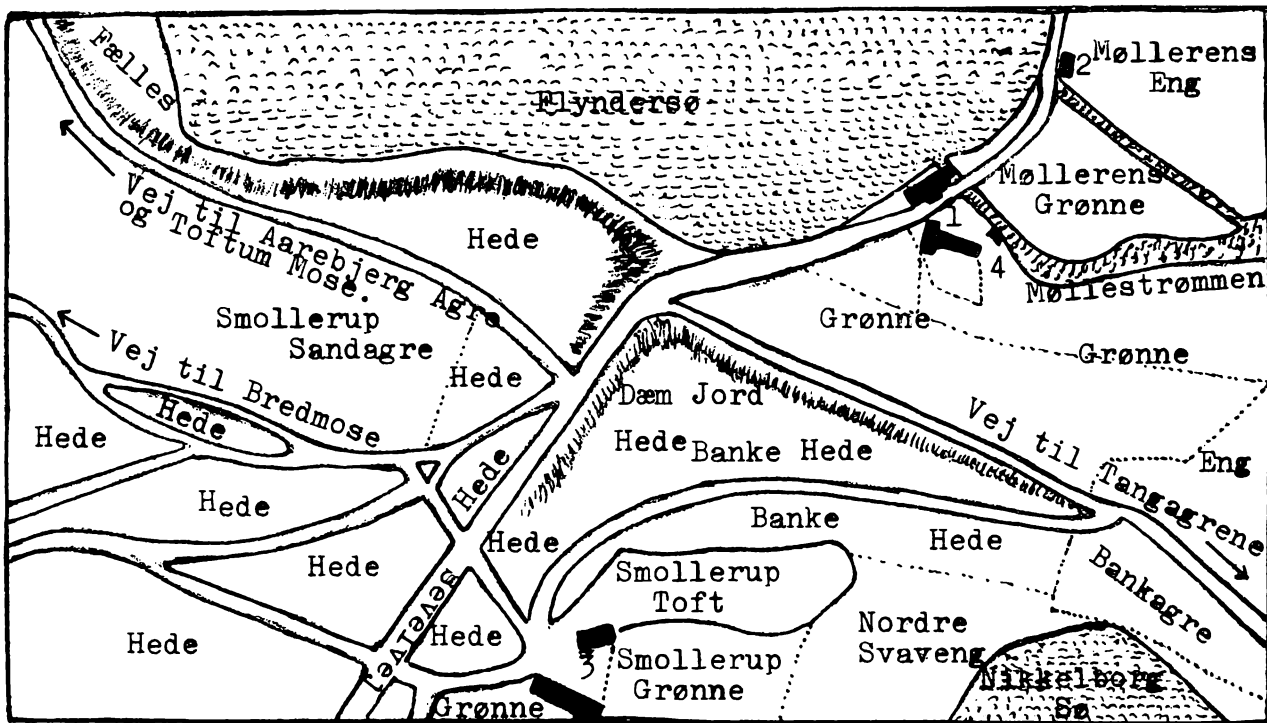 Fælles
Flyndersø
2
Møllerens
Eng
Møllerens
Grønne
1
4
Møllestrømmen
Vej til Aarebjerg Agre
og Toftum Mose.
Hede
Grønne
Grønne
Smollerup
Sandagre
Vej til Bredmose
Hede
Hede
Hede
Hede
Dæm Jord
Hede
Banke Hede
Vej til Tangagrene
Eng
Hede
Hede
Hede
Banke
Hede
Hede
Smollerup
Toft
Bankagre
Hede
Hede
3
Smollerup
Grønne
Nordre
Svaveng
Nikkelborg
Sø
Grønne